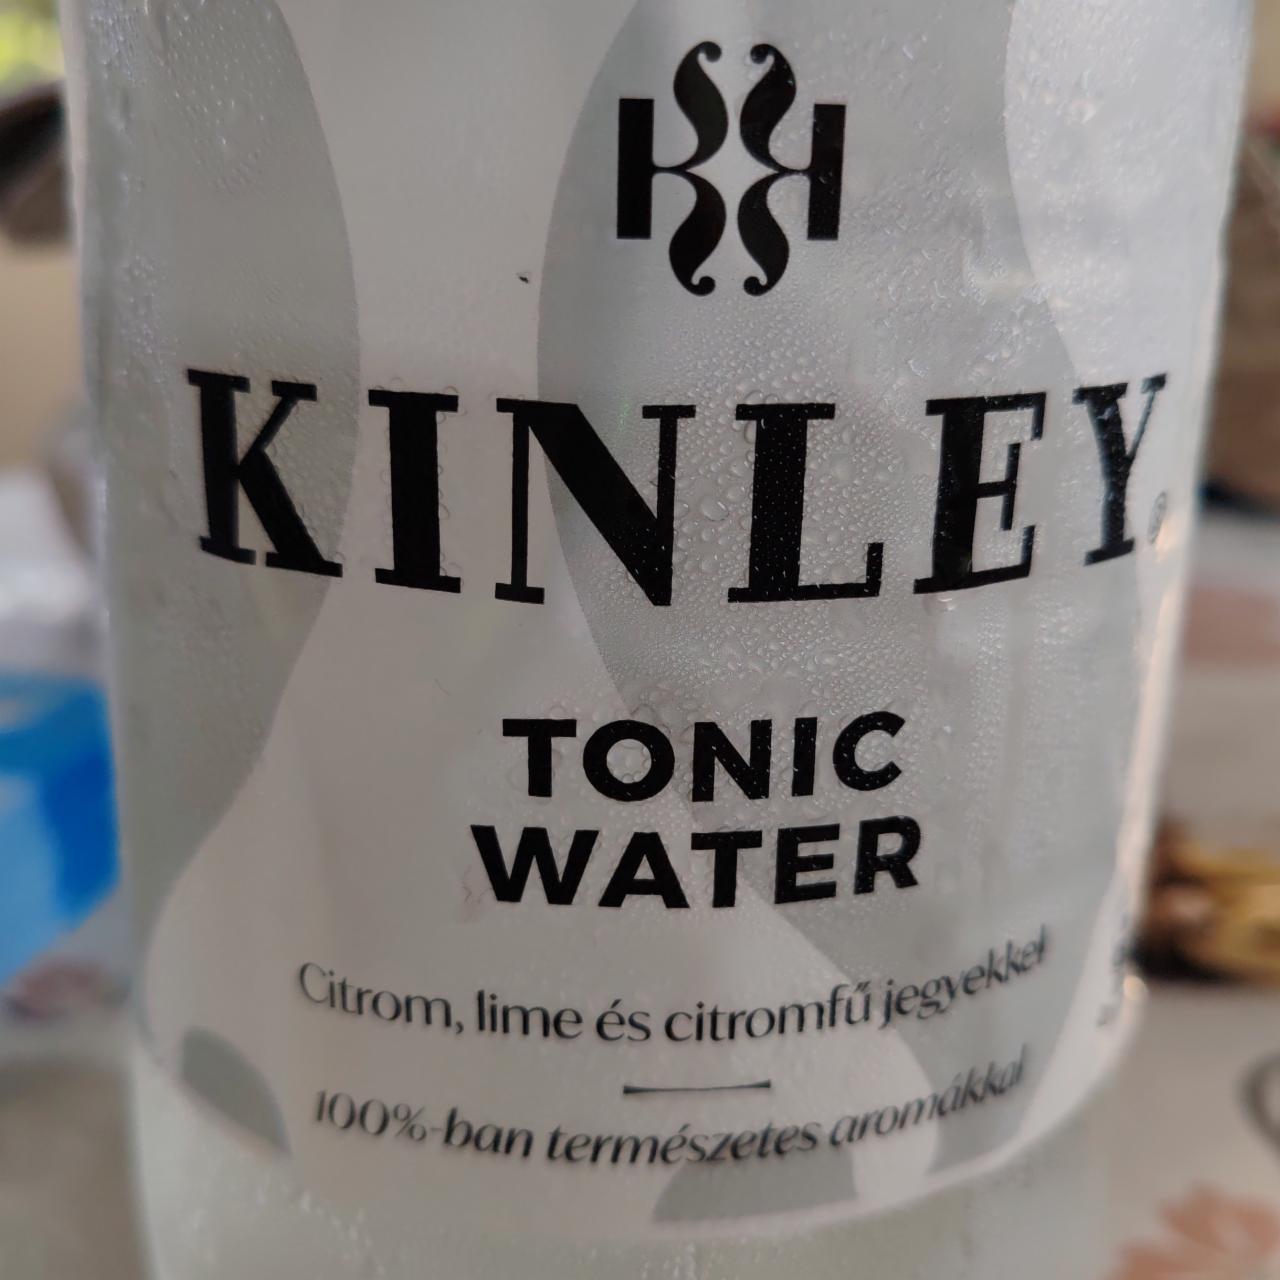 KINLEY
TONIC
WATER
Citrom, lime és citromfű jegyekkel
100%-ban természetes aromákkal